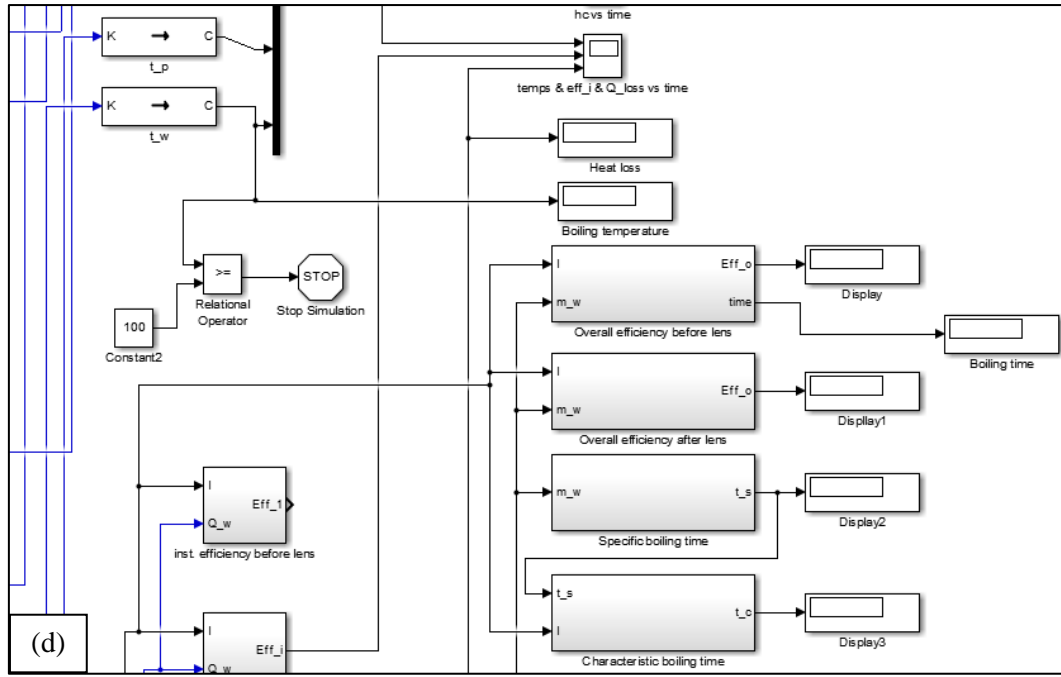 hc vs time
K → C
t_p
temps & eff_i & Q_loss vs time
K → C
t_w
Heat loss
Boiling temperature
I Eff_o
m_w time
Overall efficiency before lens
Display
>=
Relational
Operator
STOP
Stop Simulation
100
Constant2
Boiling time
I Eff_o
m_w
Overall efficiency after lens
Displlay1
I Eff_1
Q_w
inst. efficiency before lens
m_w t_s
Specific boiling time
Display2
t_s t_c
I
Characteristic boiling time
Display3
(d)
I Eff_i
Q_w